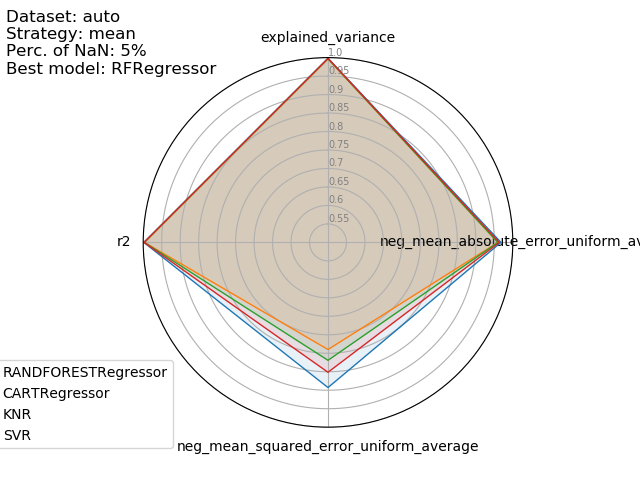 Dataset: auto
Strategy: mean
Perc. of NaN: 5%
Best model: RFRegressor
explained_variance
1.0
0.95
0.9
0.85
0.8
0.75
0.7
0.65
0.6
0.55
r2
neg_mean_absolute_error_uniform_av
RANDFORESTRegressor
CARTRegressor
KNR
SVR
neg_mean_squared_error_uniform_average